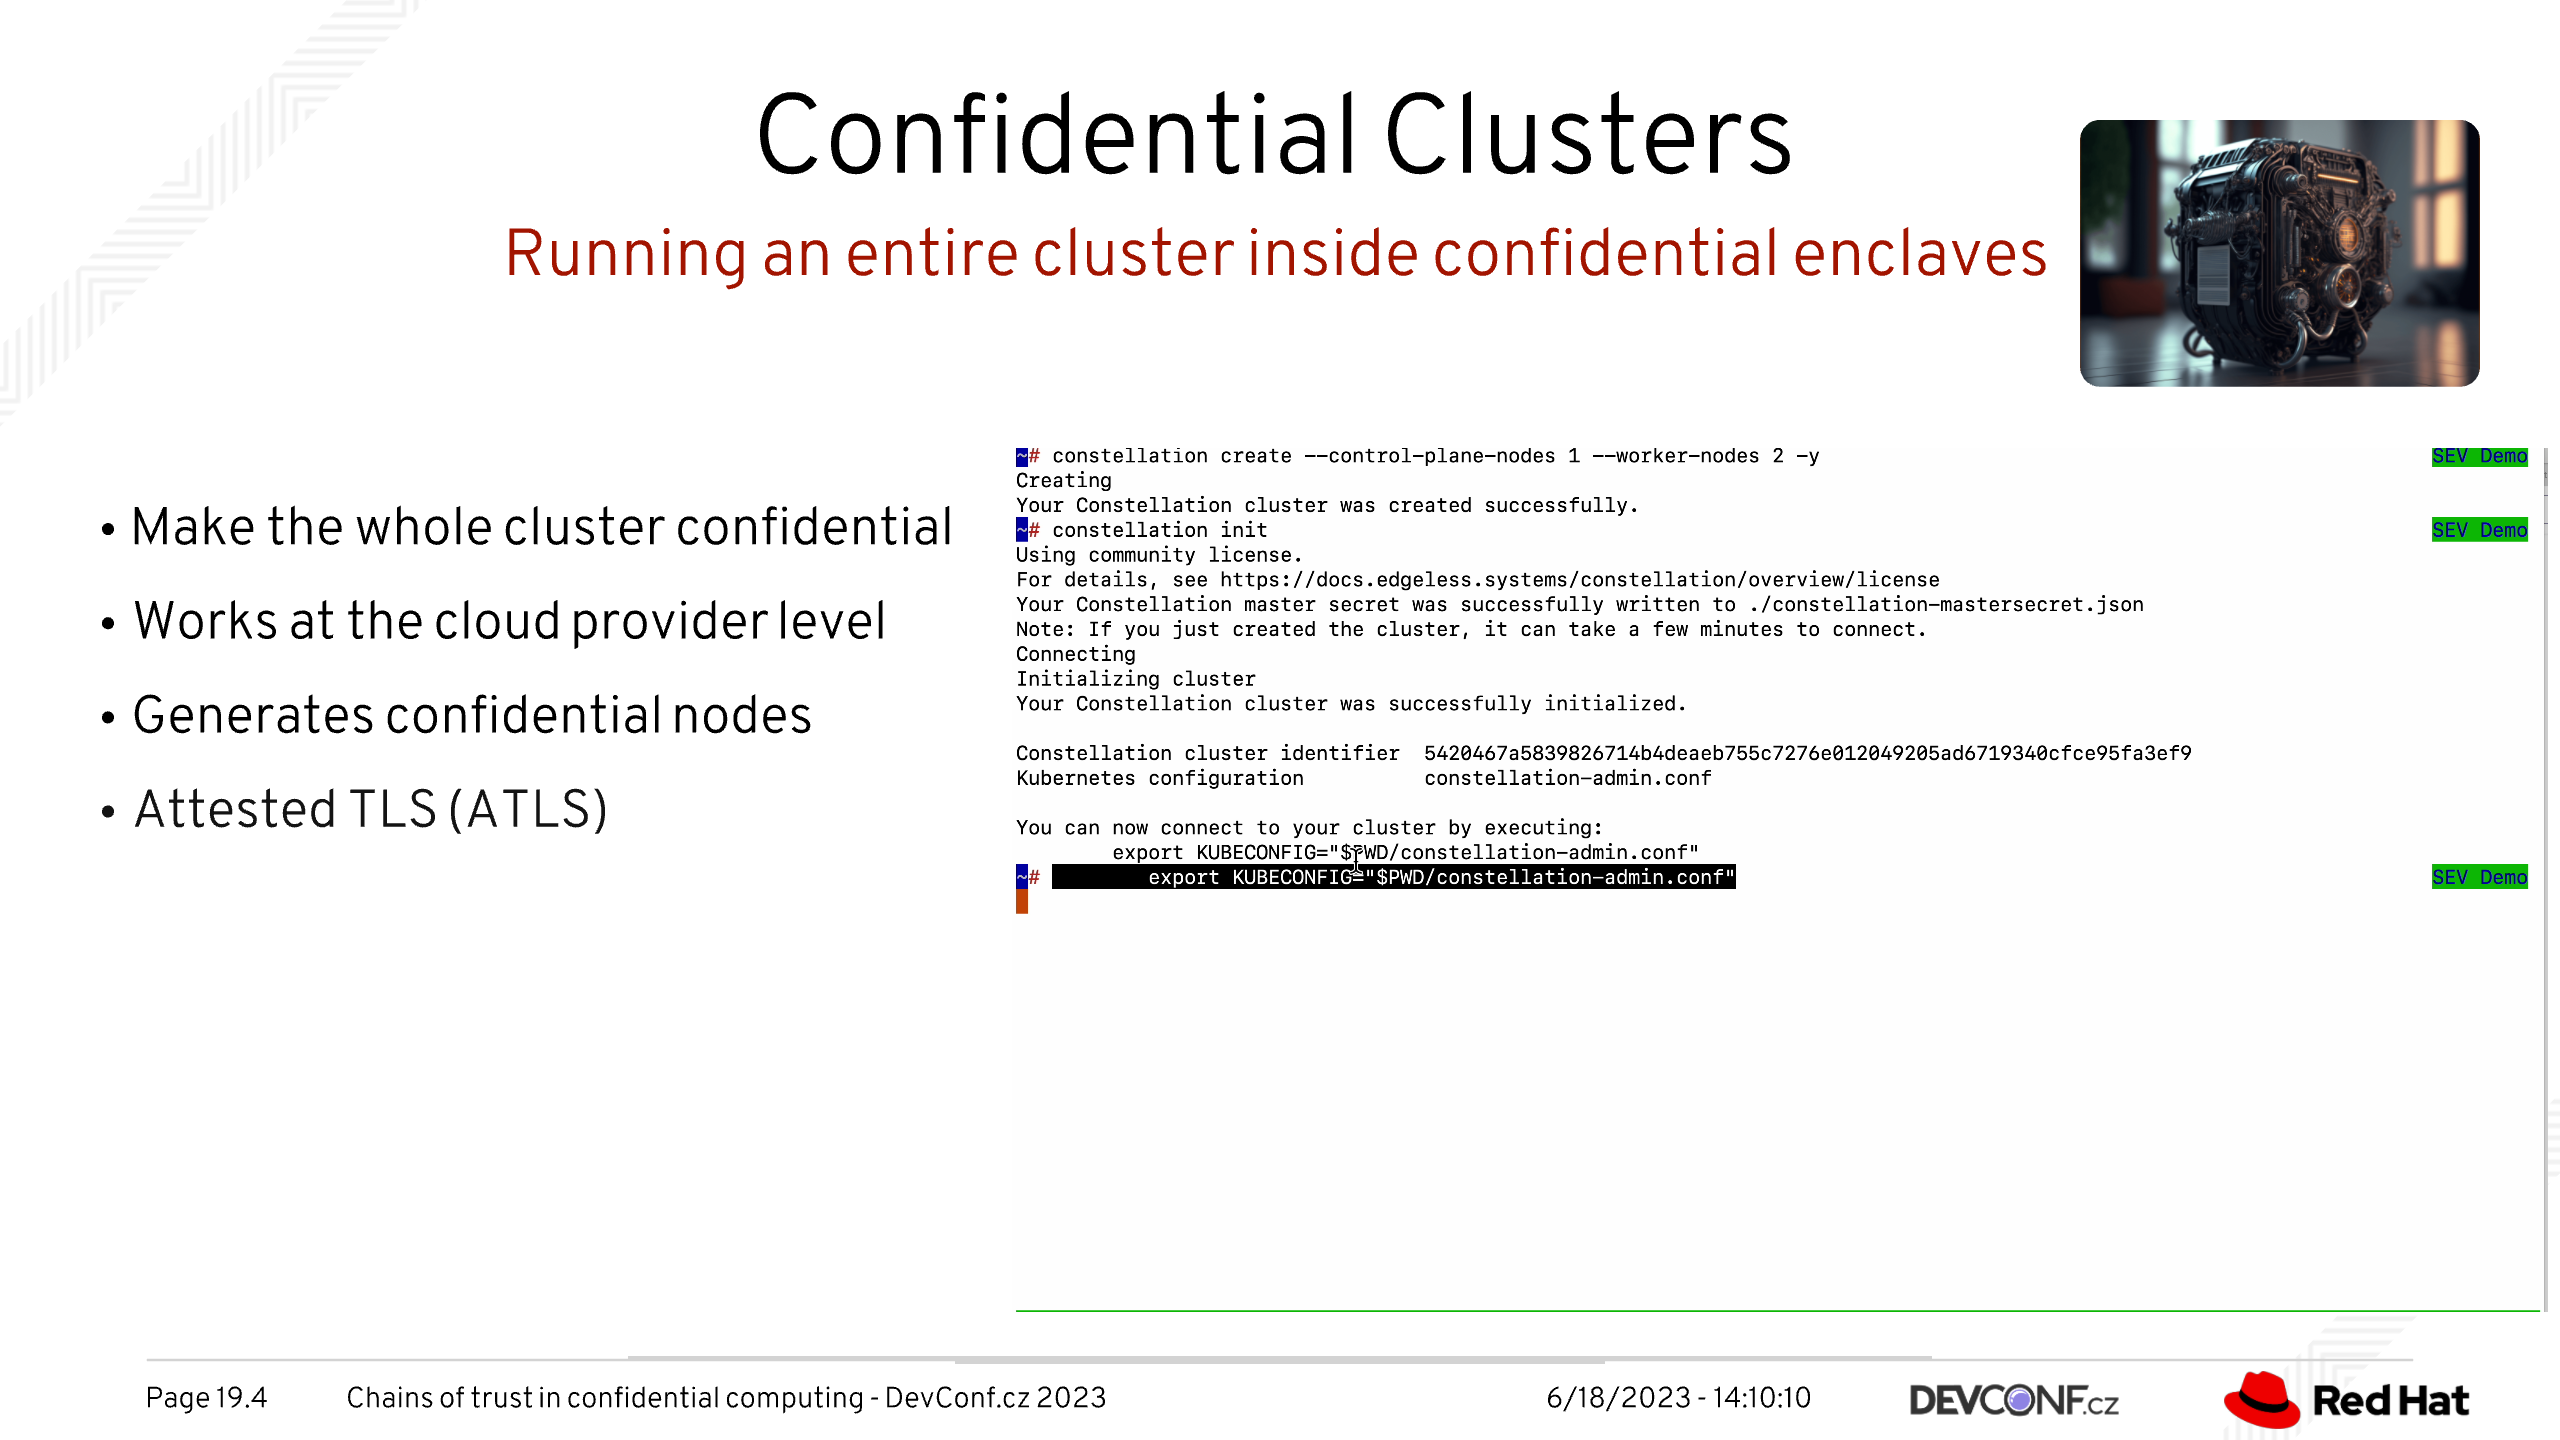 Confidential Clusters
Running an entire cluster inside confidential enclaves
• Make the whole cluster confidential
• Works at the cloud provider level
• Generates confidential nodes
• Attested TLS (ATLS)
~# constellation create --control-plane-nodes 1 --worker-nodes 2 -y SEV Demo
Creating
Your Constellation cluster was created successfully.
~# constellation init SEV Demo
Using community license.
For details, see https://docs.edgeless.systems/constellation/overview/license
Your Constellation master secret was successfully written to ./constellation-mastersecret.json
Note: If you just created the cluster, it can take a few minutes to connect.
Connecting
Initializing cluster
Your Constellation cluster was successfully initialized.
Constellation cluster identifier 5420467a5839826714b4deaeb755c7276e012049205ad6719340cfce95fa3ef9
Kubernetes configuration constellation-admin.conf
You can now connect to your cluster by executing:
export KUBECONFIG="$PWD/constellation-admin.conf"
~# export KUBECONFIG="$PWD/constellation-admin.conf" SEV Demo
Page 19.4 Chains of trust in confidential computing - DevConf.cz 2023 6/18/2023 - 14:10:10 DEVCONF.cz Red Hat